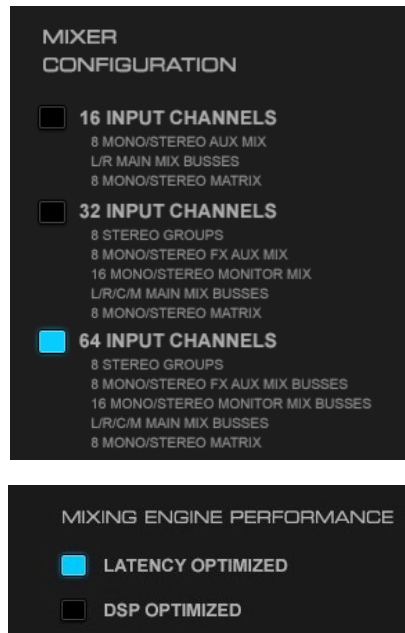 MIXER
CONFIGURATION
16 INPUT CHANNELS
8 MONO/STEREO AUX MIX
L/R MAIN MIX BUSSES
8 MONO/STEREO MATRIX
32 INPUT CHANNELS
8 STEREO GROUPS
8 MONO/STEREO FX AUX MIX
16 MONO/STEREO MONITOR MIX
L/R/C/M MAIN MIX BUSSES
8 MONO/STEREO MATRIX
64 INPUT CHANNELS
8 STEREO GROUPS
8 MONO/STEREO FX AUX MIX BUSSES
16 MONO/STEREO MONITOR MIX BUSSES
L/R/C/M MAIN MIX BUSSES
8 MONO/STEREO MATRIX
MIXING ENGINE PERFORMANCE
LATENCY OPTIMIZED
DSP OPTIMIZED